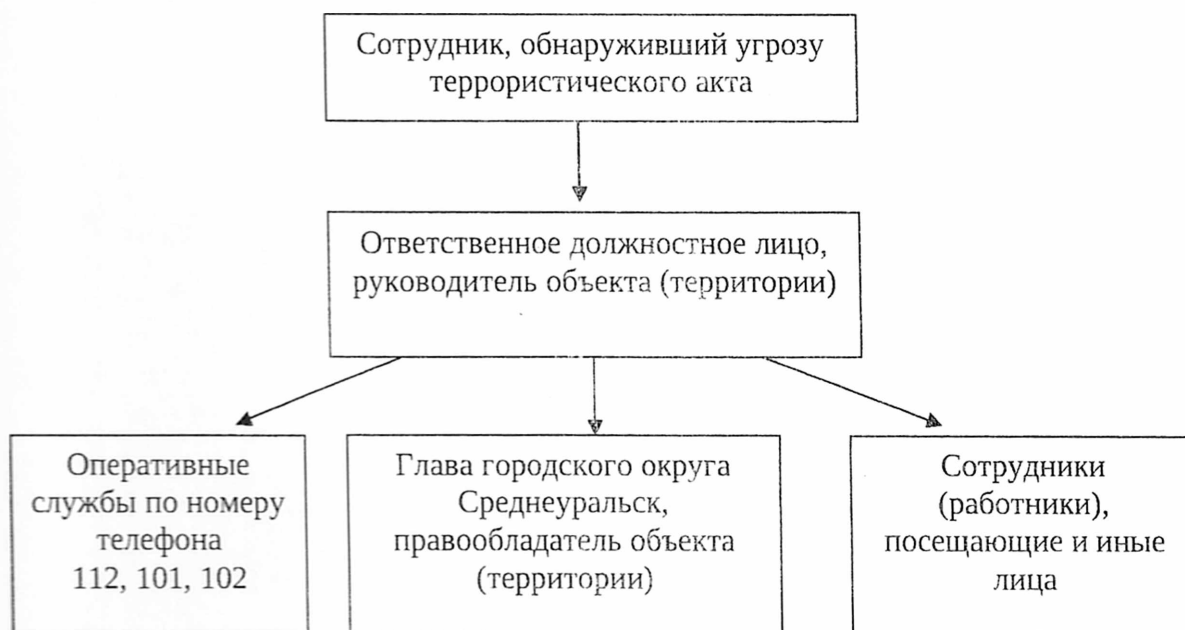 Сотрудник, обнаруживший угрозу
террористического акта
Ответственное должностное лицо,
руководитель объекта (территории)
Оперативные
службы по номеру
телефона
112, 101, 102
Глава городского округа
Среднеуральск,
правообладатель объекта
(территории)
Сотрудники
(работники),
посещающие и иные
лица